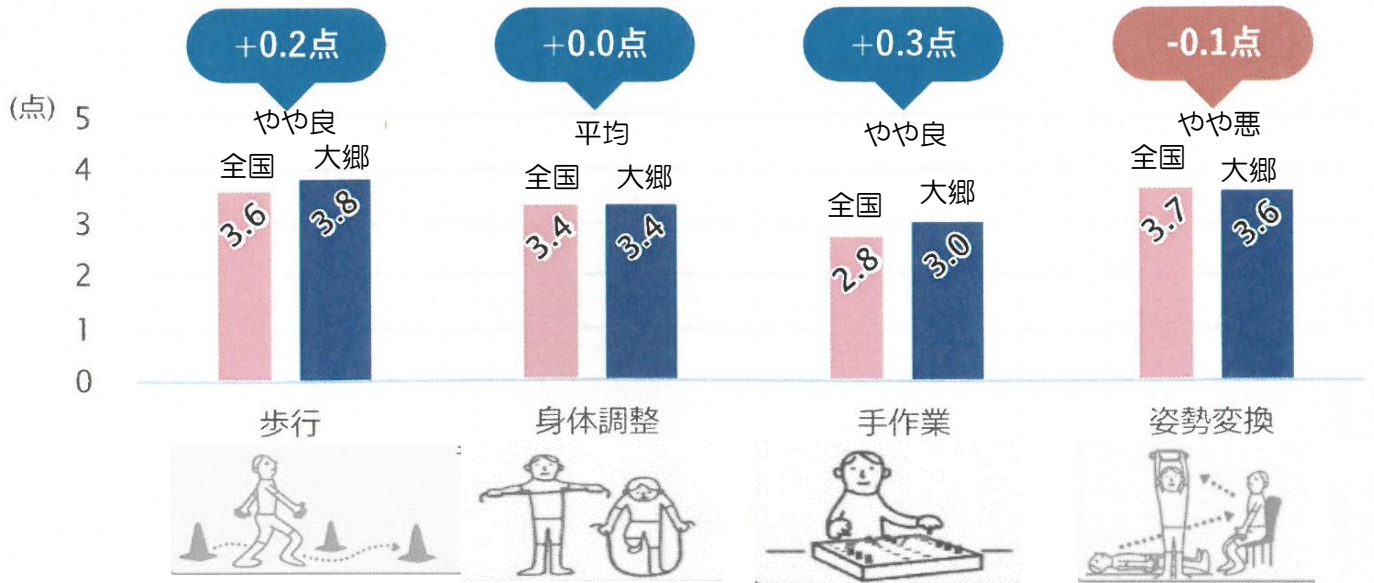 +0.2点
+0.0点
+0.3点
-0.1点
(点)
5
4
3
2
1
0
やや良
平均
やや良
やや悪
全国
大郷
全国
大郷
全国
大郷
全国
大郷
3.6
3.8
3.4
3.4
2.8
3.0
3.7
3.6
歩行
身体調整
手作業
姿勢変換